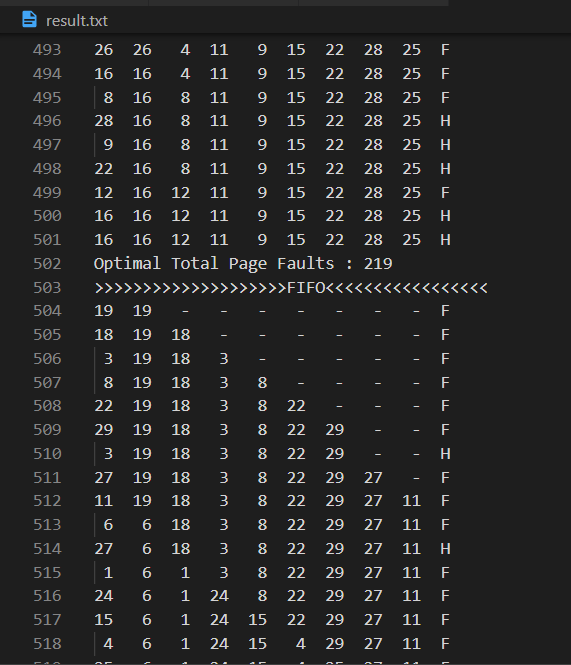 result.txt
493 26 26 4 11 9 15 22 28 25 F
494 16 16 4 11 9 15 22 28 25 F
495 8 16 8 11 9 15 22 28 25 F
496 28 16 8 11 9 15 22 28 25 H
497 9 16 8 11 9 15 22 28 25 H
498 22 16 8 11 9 15 22 28 25 H
499 12 16 12 11 9 15 22 28 25 F
500 16 16 12 11 9 15 22 28 25 H
501 16 16 12 11 9 15 22 28 25 H
502 Optimal Total Page Faults : 219
503 >>>>>>>>>>>>>>>>>>>>FIFO<<<<<<<<<<<<<<<<<
504 19 19 - - - - - - - F
505 18 19 18 - - - - - - F
506 3 19 18 3 - - - - - F
507 8 19 18 3 8 - - - - F
508 22 19 18 3 8 22 - - - F
509 29 19 18 3 8 22 29 - - F
510 3 19 18 3 8 22 29 - - H
511 27 19 18 3 8 22 29 27 - F
512 11 19 18 3 8 22 29 27 11 F
513 6 6 18 3 8 22 29 27 11 F
514 27 6 18 3 8 22 29 27 11 H
515 1 6 1 3 8 22 29 27 11 F
516 24 6 1 24 8 22 29 27 11 F
517 15 6 1 24 15 22 29 27 11 F
518 4 6 1 24 15 4 29 27 11 F